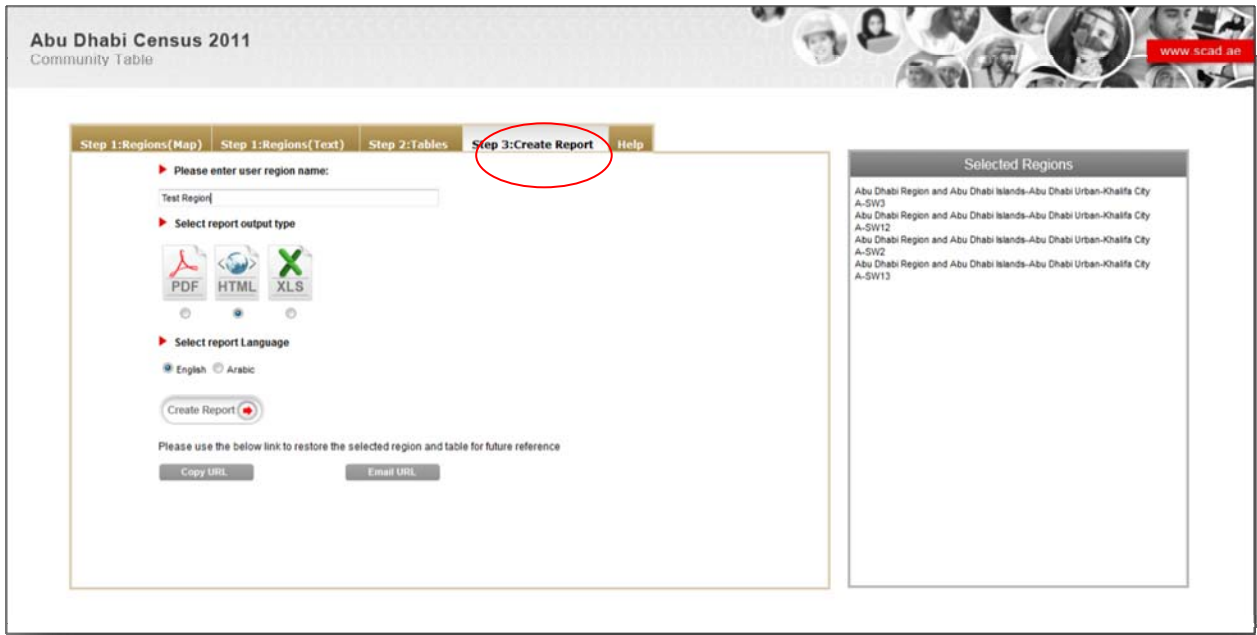 Abu Dhabi Census 2011
Community Table
www.scad.ae
Step 1:Regions(Map) Step 1:Regions(Text) Step 2:Tables Step 3:Create Report Help
Please enter user region name:
Test Region
Select report output type
PDF HTML XLS
Select report Language
English Arabic
Create Report
Please use the below link to restore the selected region and table for future reference
Copy URL Email URL
Selected Regions
Abu Dhabi Region and Abu Dhabi Islands-Abu Dhabi Urban-Khalifa City
A-SW3
Abu Dhabi Region and Abu Dhabi Islands-Abu Dhabi Urban-Khalifa City
A-SW12
Abu Dhabi Region and Abu Dhabi Islands-Abu Dhabi Urban-Khalifa City
A-SW2
Abu Dhabi Region and Abu Dhabi Islands-Abu Dhabi Urban-Khalifa City
A-SW13